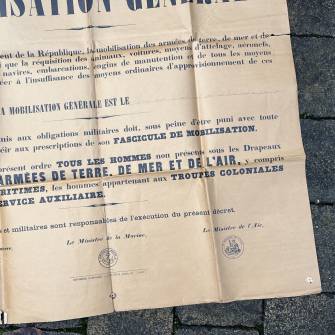 ISATION GÉNÉRALE
ent de la République, la mobilisation des armées de terre, de mer et de
que la réquisition des animaux, voitures, moyens d'attelage, aéronefs,
navires, embarcations, engins de manutention et de tous les moyens
éer à l'insuffisance des moyens ordinaires d'approvisionnement de ces
A MOBILISATION GÉNÉRALE EST LE
mis aux obligations militaires doit, sous peine d'être puni avec toute
éir aux prescriptions de son FASCICULE DE MOBILISATION.
présent ordre TOUS LES HOMMES non présents sous les Drapeaux
ARMÉES DE TERRE, DE MER ET DE L'AIR, y compris
RITIMES, les hommes appartenant aux TROUPES COLONIALES
ERVICE AUXILIAIRE.
s et militaires sont responsables de l'exécution du présent décret.
Le Ministre de la Marine,
Le Ministre de l'Air,